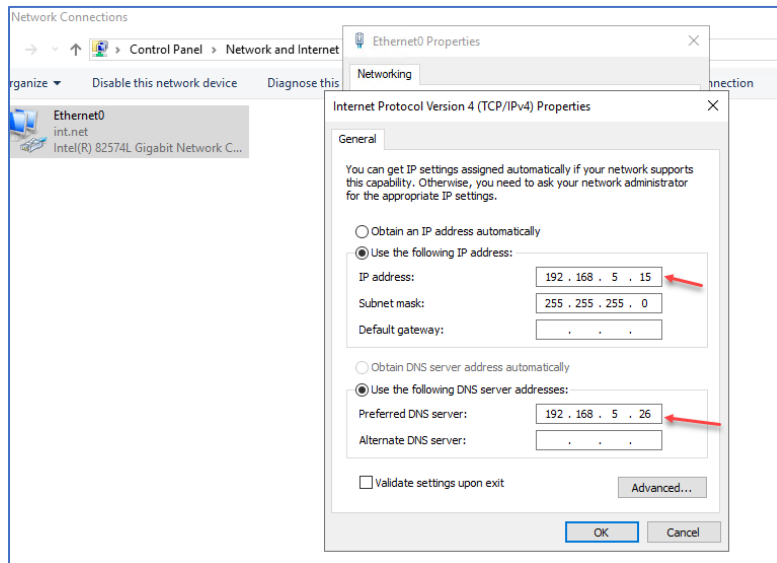 Network Connections
Control Panel > Network and Internet
Ethernet0 Properties
rganize
Disable this network device
Diagnose this
nnection
Networking
Ethernet0
int.net
Intel(R) 82574L Gigabit Network C...
Internet Protocol Version 4 (TCP/IPv4) Properties
General
You can get IP settings assigned automatically if your network supports
this capability. Otherwise, you need to ask your network administrator
for the appropriate IP settings.
Obtain an IP address automatically
Use the following IP address:
IP address: 192 . 168 . 5 . 15
Subnet mask: 255 . 255 . 255 . 0
Default gateway: . . .
Obtain DNS server address automatically
Use the following DNS server addresses:
Preferred DNS server: 192 . 168 . 5 . 26
Alternate DNS server: . . .
Validate settings upon exit
Advanced...
OK
Cancel